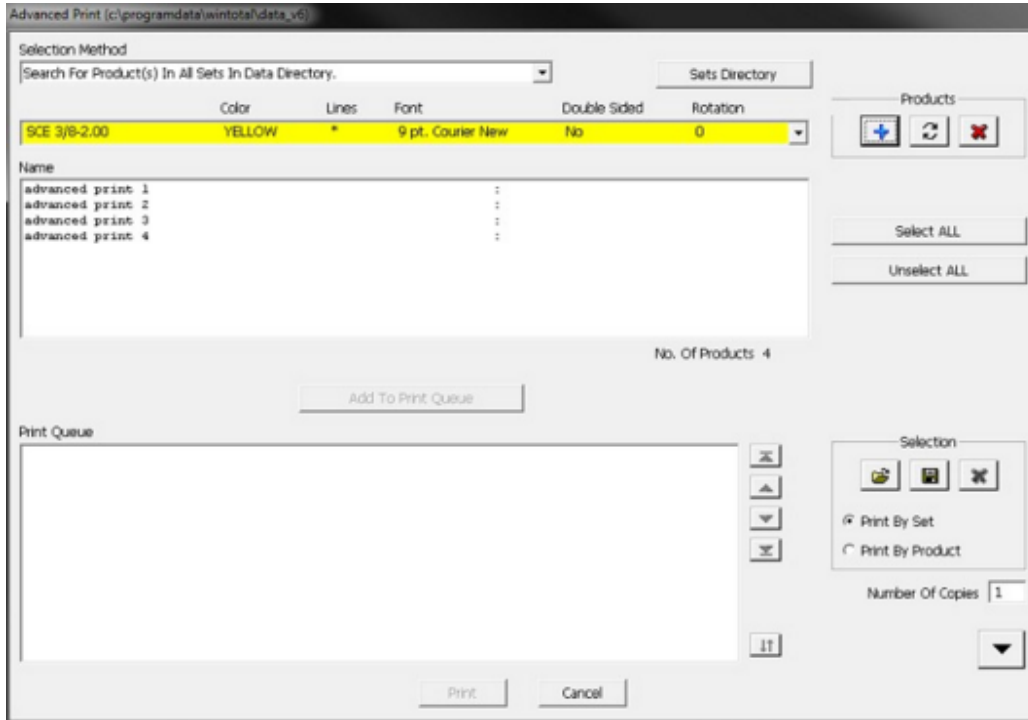 Advanced Print (c:\programdata\wintotal\data_v6)
Selection Method
Search For Product(s) In All Sets In Data Directory.
Sets Directory
Color Lines Font Double Sided Rotation
Products
SCE 3/8-2.00 YELLOW * 9 pt. Courier New No 0
Name
advanced print 1 :
advanced print 2 :
advanced print 3 :
advanced print 4 :
Select ALL
Unselect ALL
No. Of Products 4
Add To Print Queue
Print Queue
Selection
Print By Set
Print By Product
Number Of Copies 1
Print Cancel